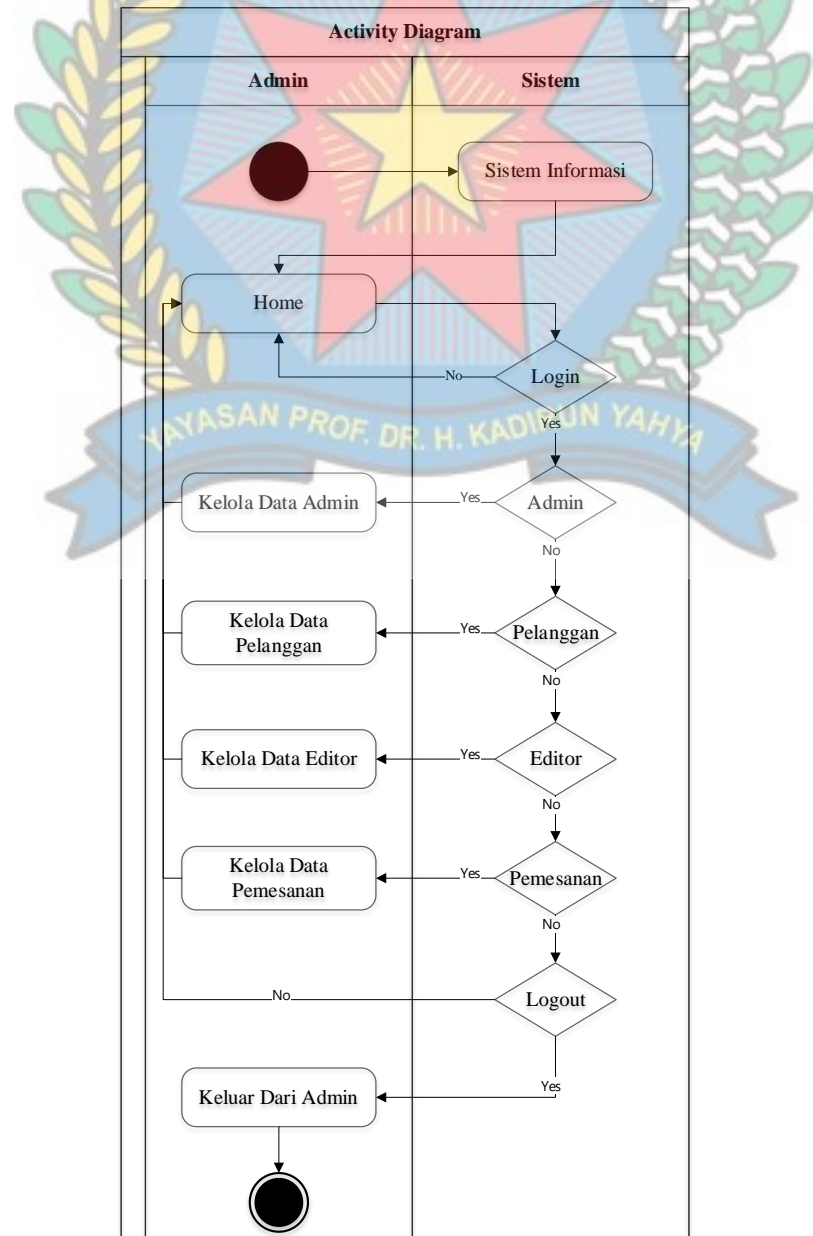 Activity Diagram
Admin
Sistem
Sistem Informasi
Home
No
Login
Yes
YAYASAN PROF. DR. H. KADIRUN YAHYA
Kelola Data Admin
Yes
Admin
No
Kelola Data
Pelanggan
Yes
Pelanggan
No
Kelola Data Editor
Yes
Editor
No
Kelola Data
Pemesanan
Yes
Pemesanan
No
No
Logout
Keluar Dari Admin
Yes